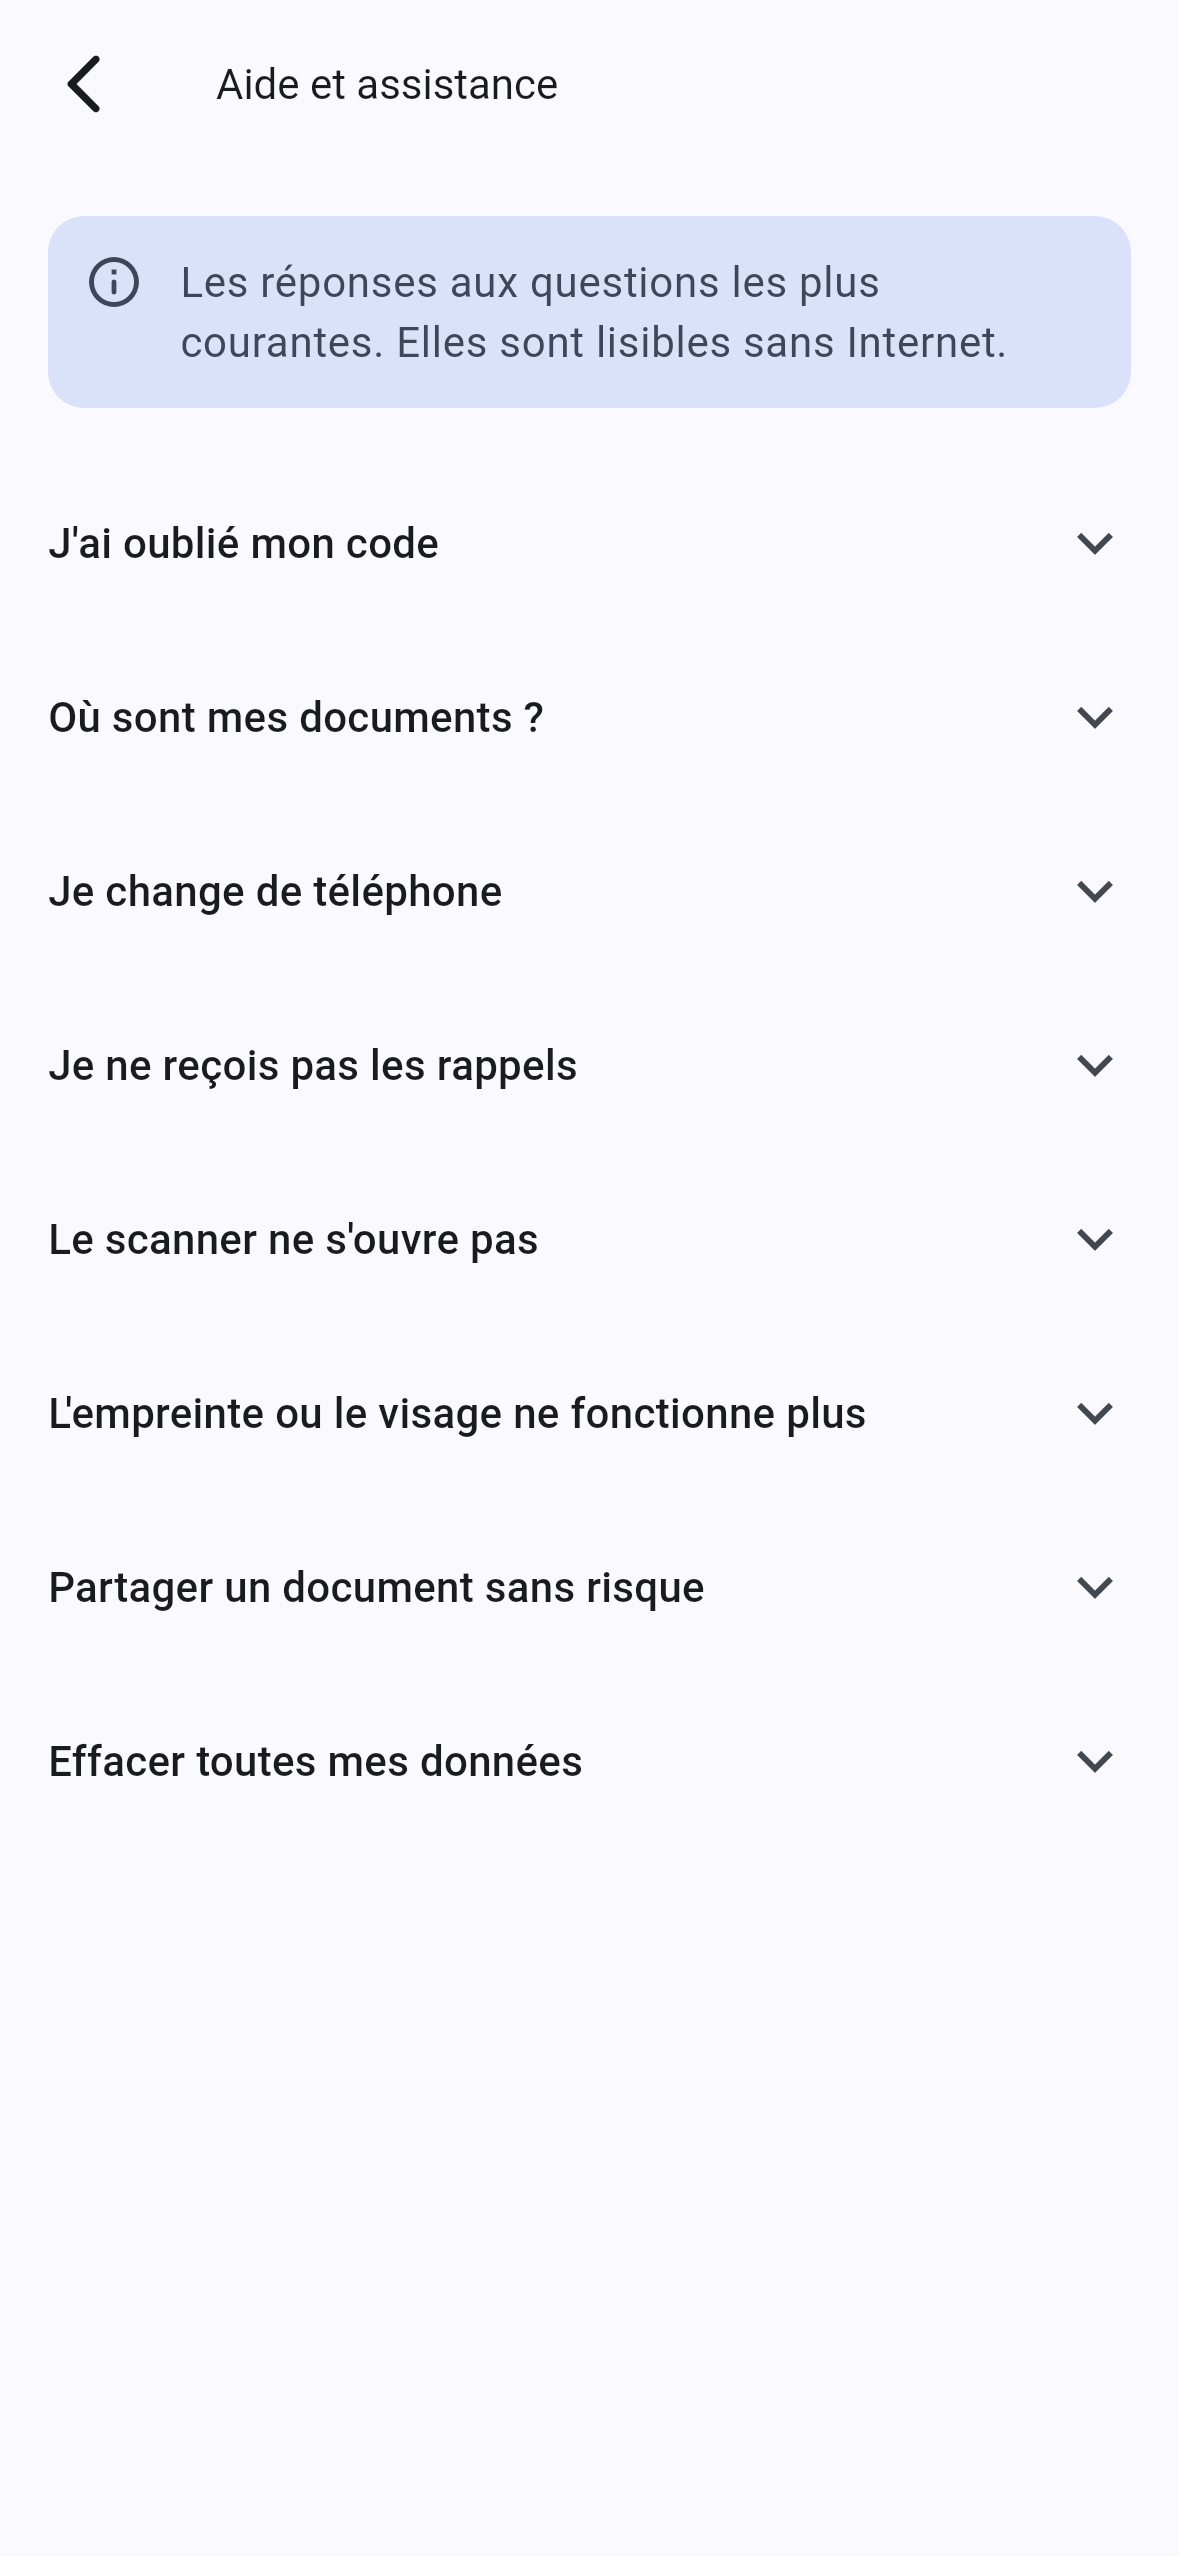 Aide et assistance
Les réponses aux questions les plus
courantes. Elles sont lisibles sans Internet.
J'ai oublié mon code
Où sont mes documents ?
Je change de téléphone
Je ne reçois pas les rappels
Le scanner ne s'ouvre pas
L'empreinte ou le visage ne fonctionne plus
Partager un document sans risque
Effacer toutes mes données